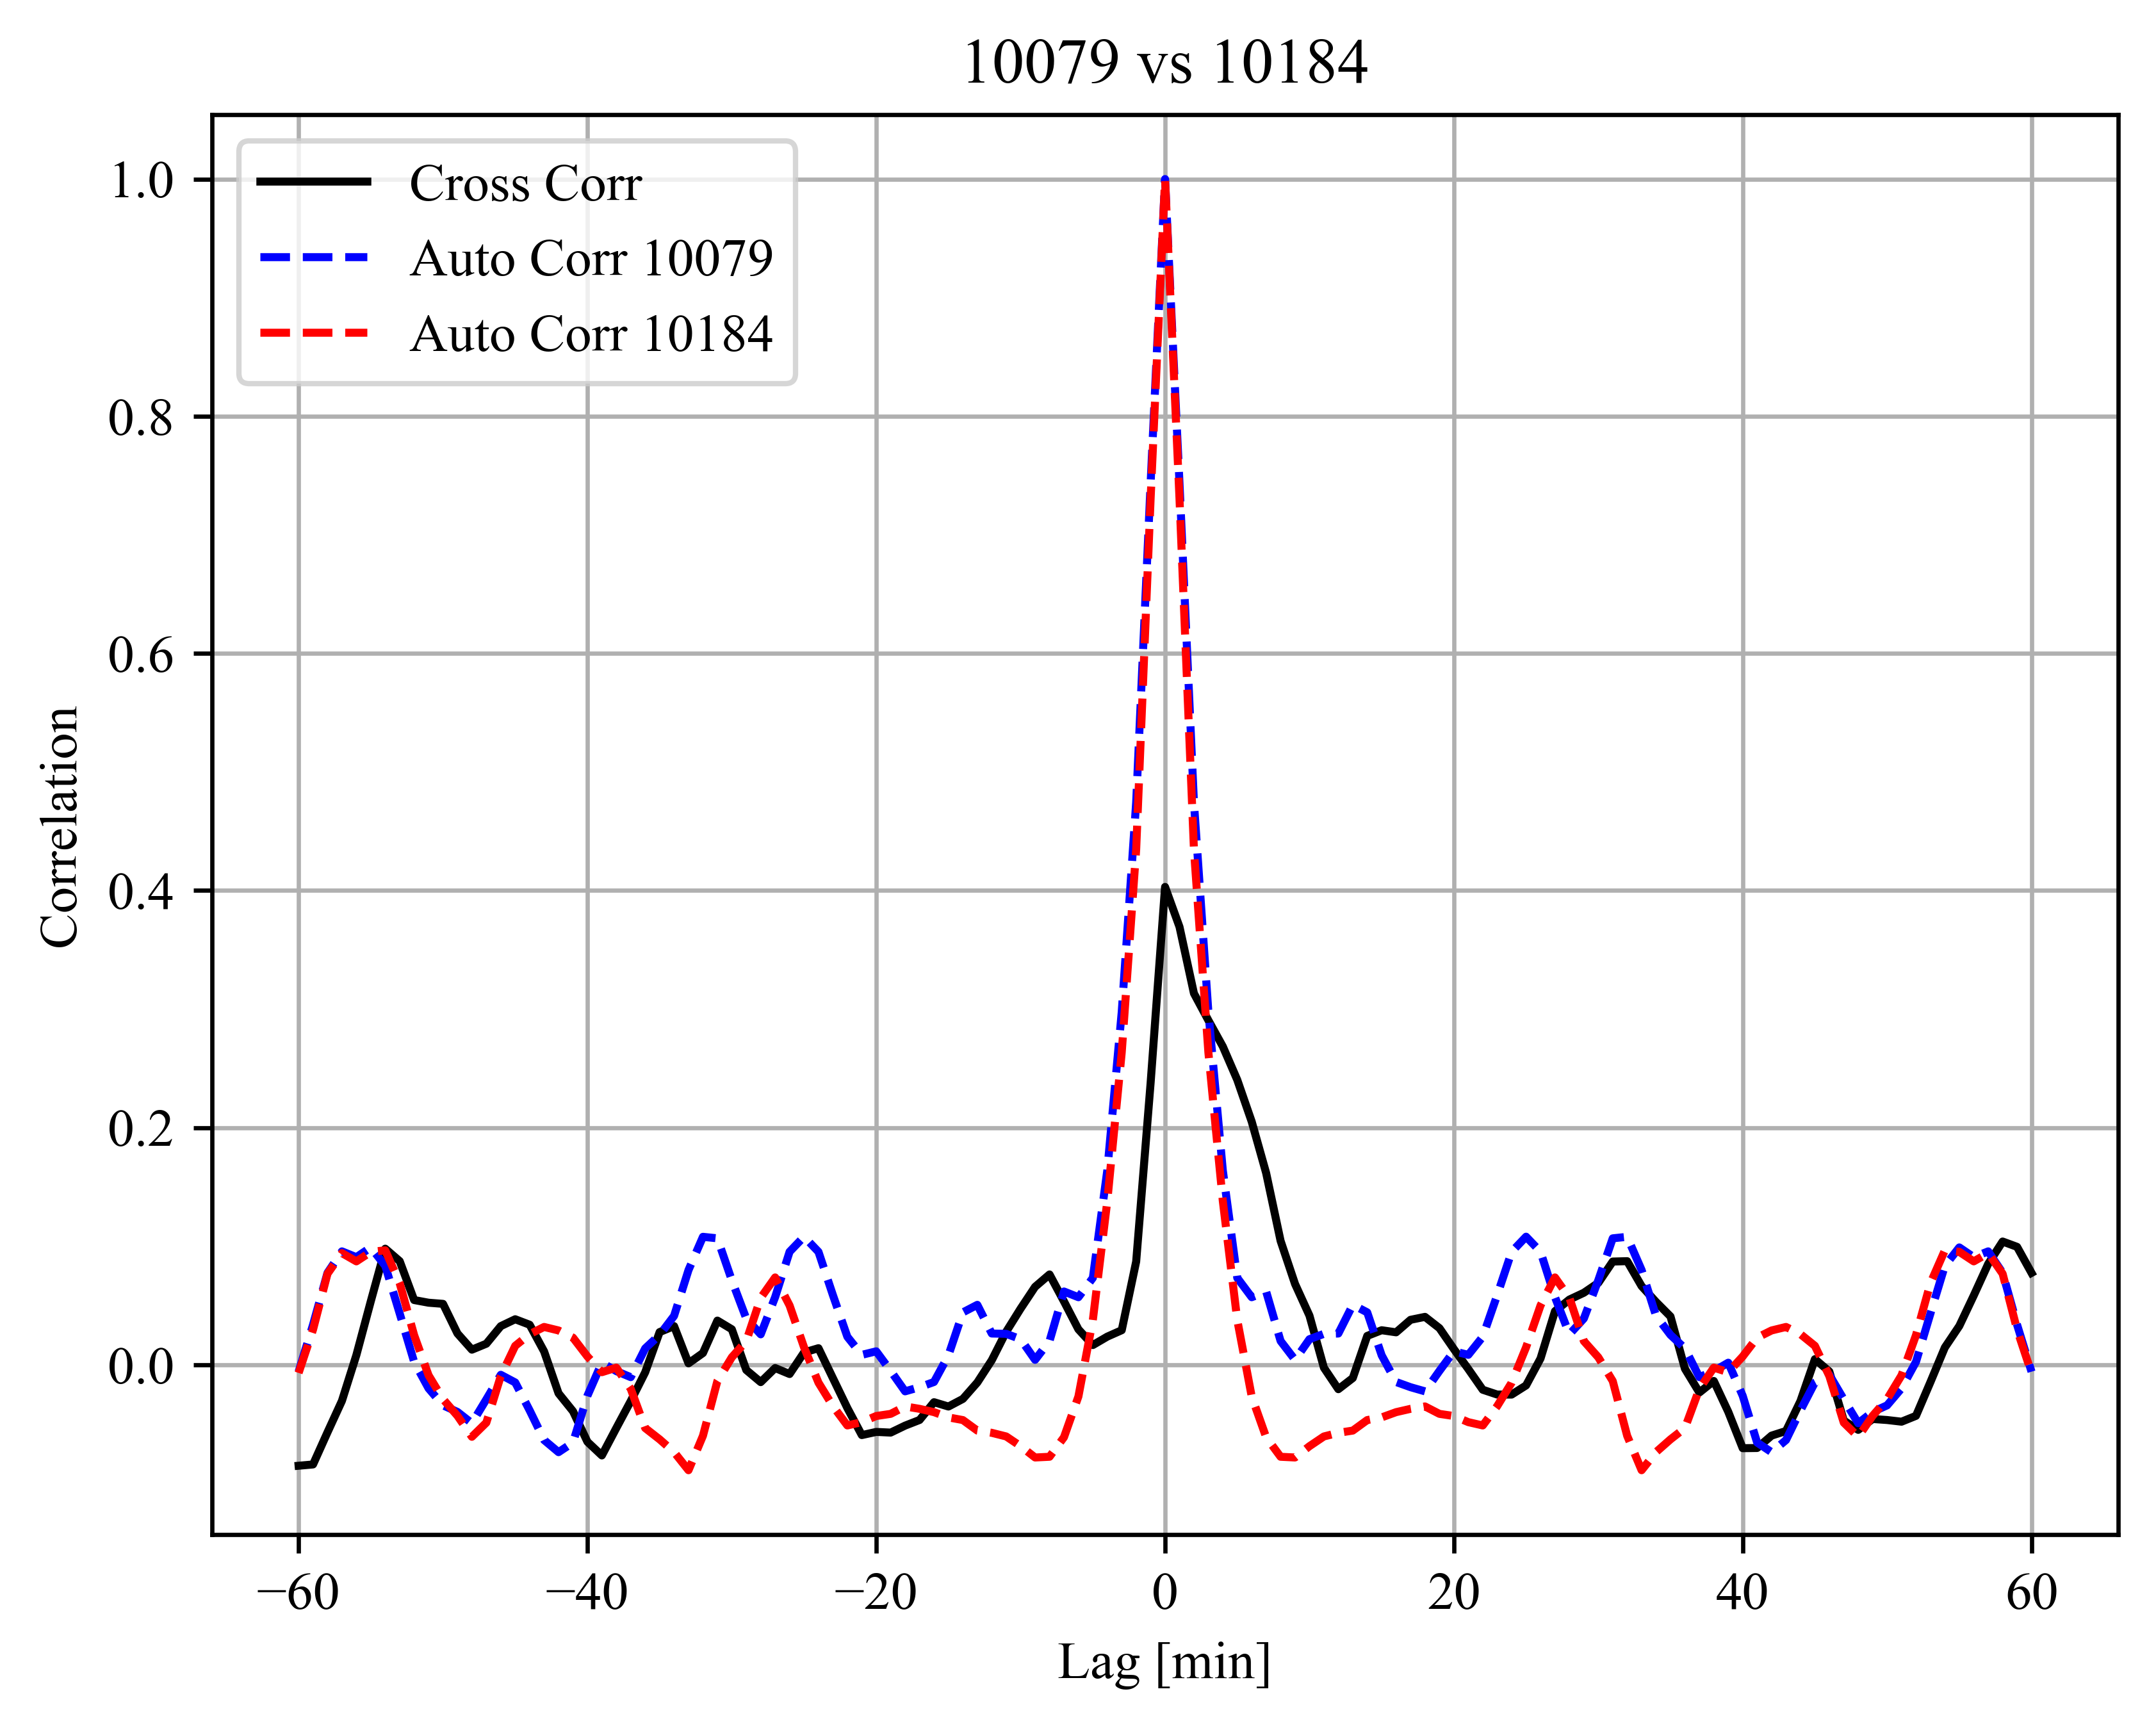 10079 vs 10184
Cross Corr
Auto Corr 10079
Auto Corr 10184
1.0
0.8
0.6
0.4
0.2
0.0
Correlation
−60 −40 −20 0 20 40 60
Lag [min]